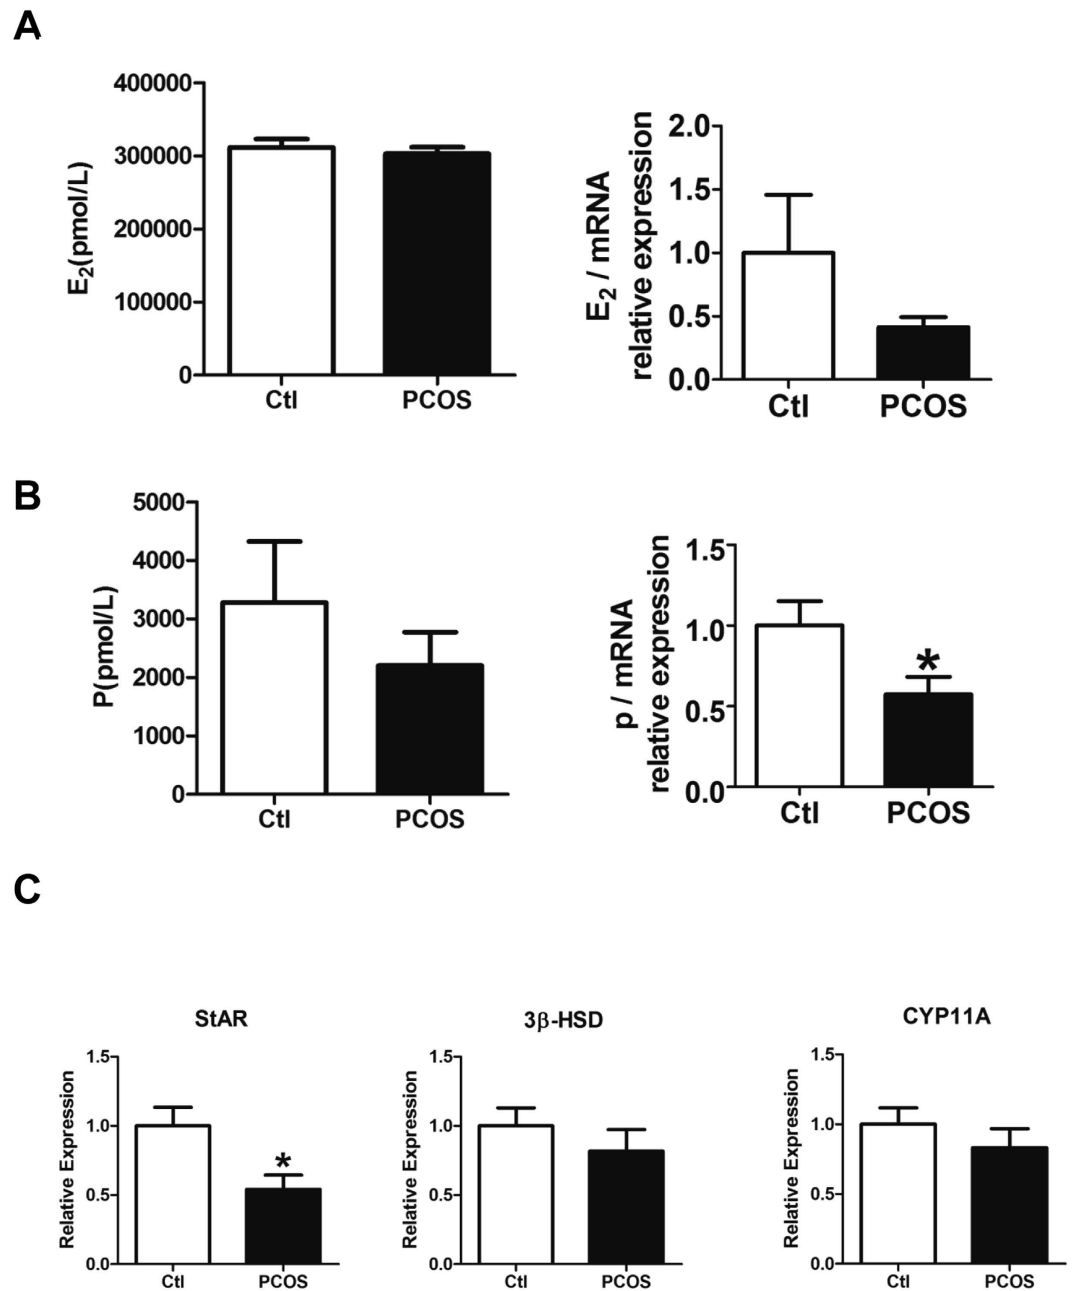 A
400000
300000
200000
100000
0
E2(pmol/L)
Ctl PCOS
2.0
1.5
1.0
0.5
0.0
E2 / mRNA
relative expression
Ctl PCOS
B
5000
4000
3000
2000
1000
0
P(pmol/L)
Ctl PCOS
1.5
1.0
0.5
0.0
p / mRNA
relative expression
*
Ctl PCOS
C
StAR
1.5
1.0
0.5
0.0
Relative Expression
*
Ctl PCOS
3β-HSD
1.5
1.0
0.5
0.0
Relative Expression
Ctl PCOS
CYP11A
1.5
1.0
0.5
0.0
Relative Expression
Ctl PCOS